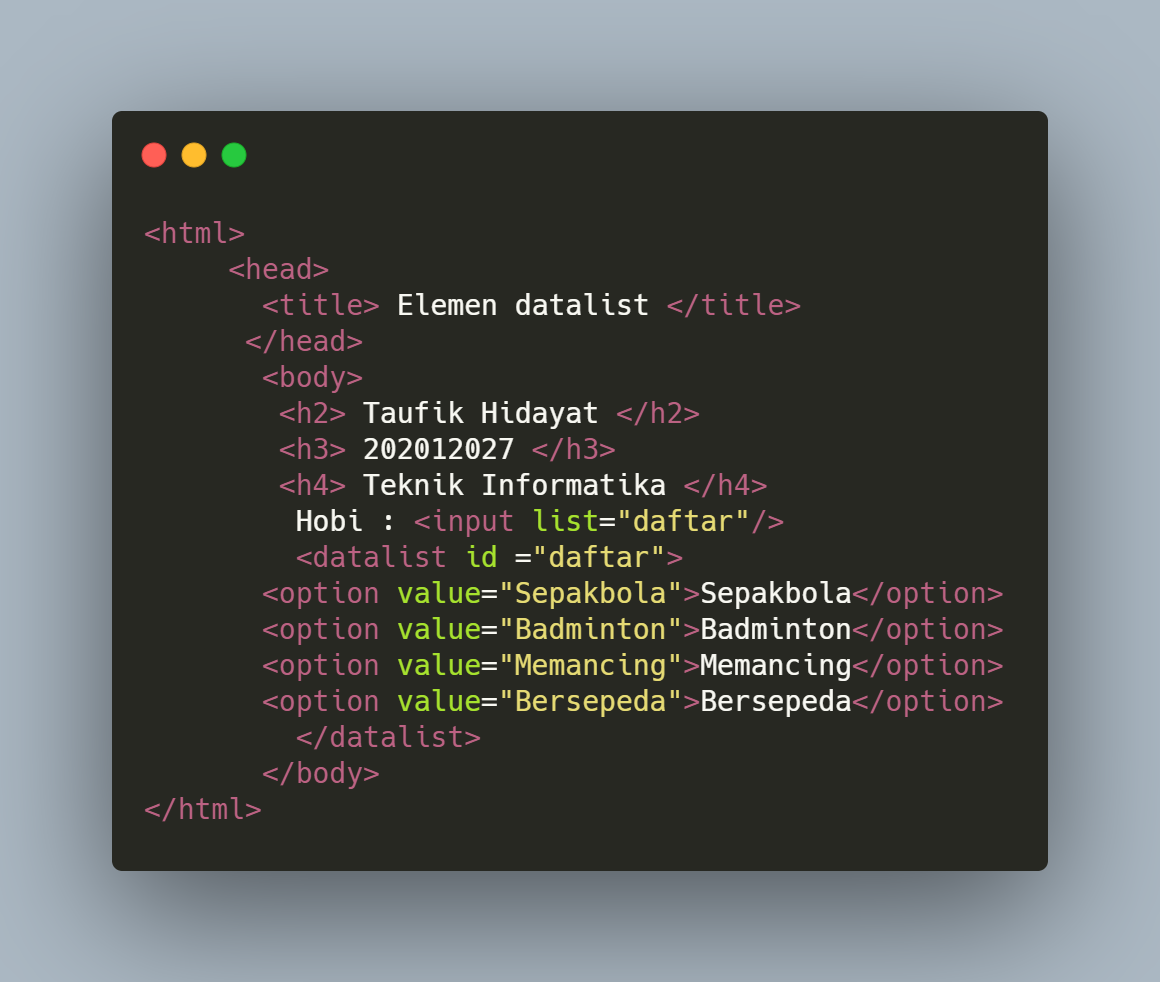 <html>
<head>
<title> Elemen datalist </title>
</head>
<body>
<h2> Taufik Hidayat </h2>
<h3> 202012027 </h3>
<h4> Teknik Informatika </h4>
Hobi : <input list="daftar"/>
<datalist id ="daftar">
<option value="Sepakbola">Sepakbola</option>
<option value="Badminton">Badminton</option>
<option value="Memancing">Memancing</option>
<option value="Bersepeda">Bersepeda</option>
</datalist>
</body>
</html>